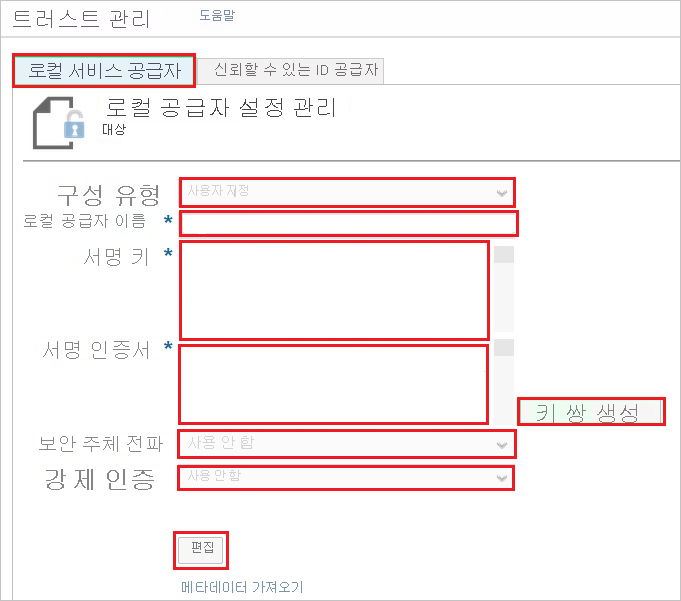 트러스트 관리 도움말
로컬 서비스 공급자 신뢰할 수 있는 ID 공급자
로컬 공급자 설정 관리
대상
구성 유형 사용자 지정
로컬 공급자 이름 *
서명 키 *
서명 인증서 *
키 쌍 생성
보안 주체 전파 사용 안 함
강제 인증 사용 안 함
편집
메타데이터 가져오기